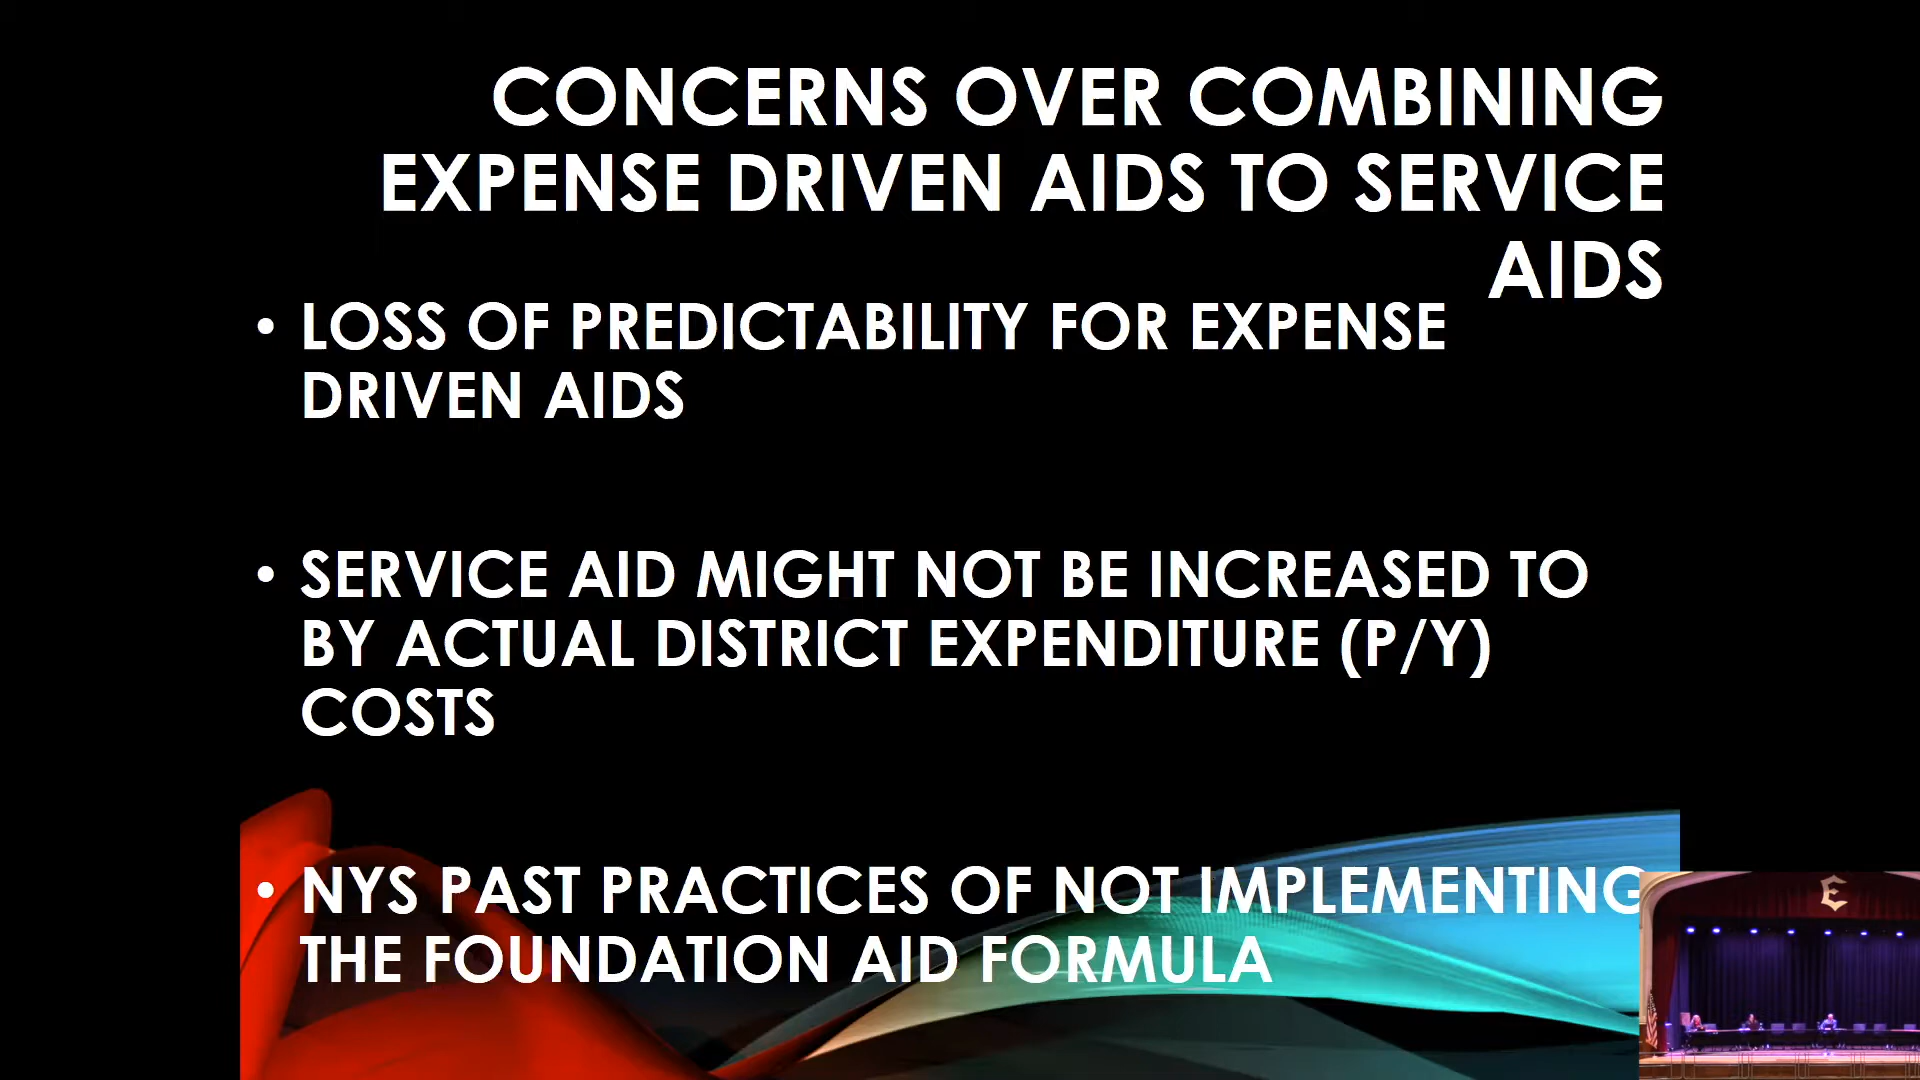 CONCERNS OVER COMBINING
EXPENSE DRIVEN AIDS TO SERVICE
AIDS
• LOSS OF PREDICTABILITY FOR EXPENSE
DRIVEN AIDS
• SERVICE AID MIGHT NOT BE INCREASED TO
BY ACTUAL DISTRICT EXPENDITURE (P/Y)
COSTS
• NYS PAST PRACTICES OF NOT IMPLEMENTING
THE FOUNDATION AID FORMULA
E